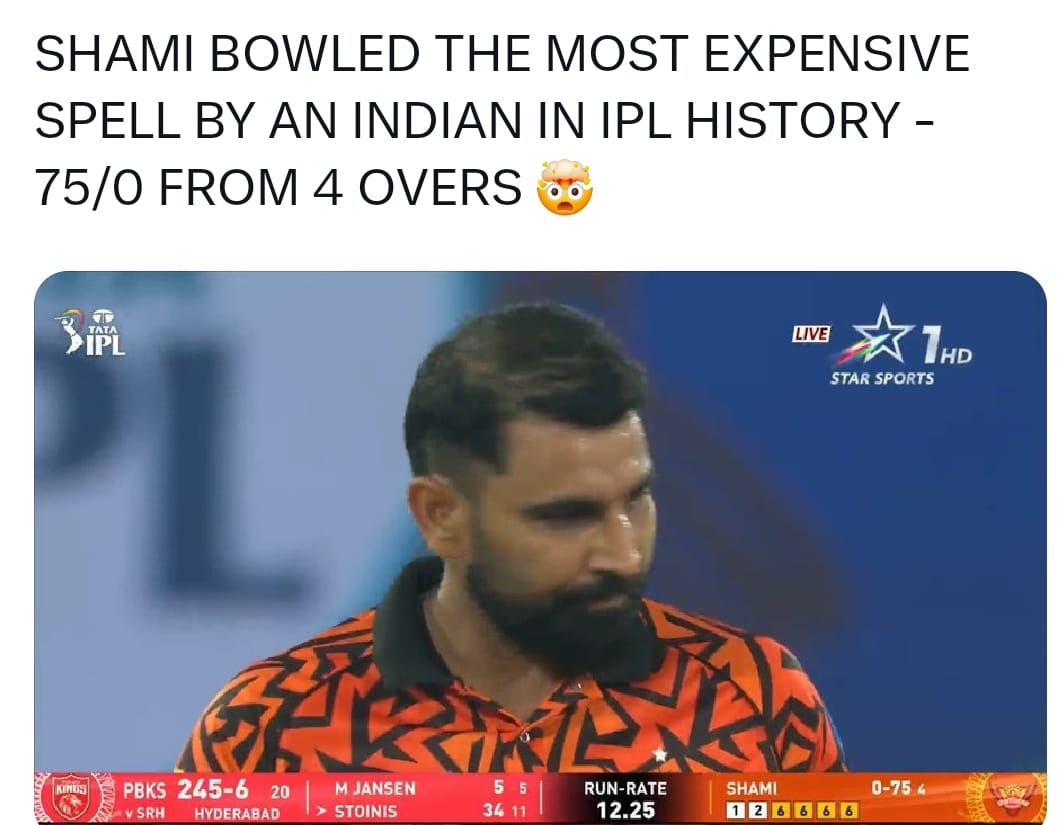 SHAMI BOWLED THE MOST EXPENSIVE
SPELL BY AN INDIAN IN IPL HISTORY -
75/0 FROM 4 OVERS 🤯
TATA
IPL
LIVE
1HD
STAR SPORTS
PL
KINGS
PBKS 245-6 20
v SRH HYDERABAD
M JANSEN 5 5
> STOINIS 34 11
RUN-RATE
12.25
SHAMI 0-75 4
1 2 6 6 6 6